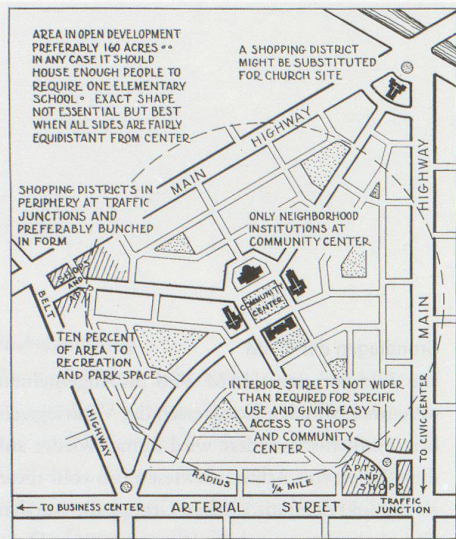 AREA IN OPEN DEVELOPMENT
PREFERABLY 160 ACRES • •
IN ANY CASE IT SHOULD
HOUSE ENOUGH PEOPLE TO
REQUIRE ONE ELEMENTARY
SCHOOL • EXACT SHAPE
NOT ESSENTIAL BUT BEST
WHEN ALL SIDES ARE FAIRLY
EQUIDISTANT FROM CENTER
A SHOPPING DISTRICT
MIGHT BE SUBSTITUTED
FOR CHURCH SITE
MAIN HIGHWAY
HIGHWAY
MAIN
SHOPPING DISTRICTS IN
PERIPHERY AT TRAFFIC
JUNCTIONS AND
PREFERABLY BUNCHED
IN FORM
ONLY NEIGHBORHOOD
INSTITUTIONS AT
COMMUNITY CENTER
SHOPS
AND
BELT
HIGHWAY
COMMUNITY
CENTER
TEN PERCENT
OF AREA TO
RECREATION
AND PARK SPACE
INTERIOR STREETS NOT WIDER
THAN REQUIRED FOR SPECIFIC
USE AND GIVING EASY
ACCESS TO SHOPS
AND COMMUNITY
CENTER
TO CIVIC CENTER
RADIUS
1/4 MILE
APTS.
AND
SHOPS
TRAFFIC
JUNCTION
TO BUSINESS CENTER
ARTERIAL STREET